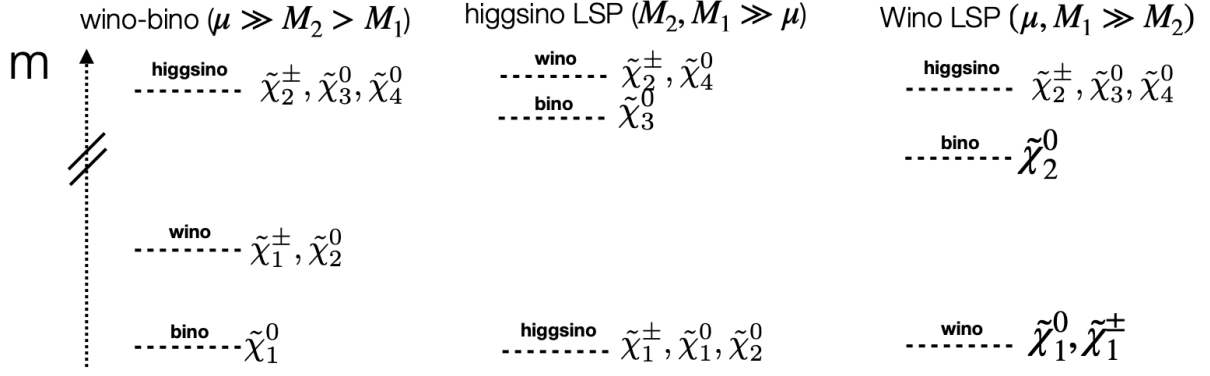 wino-bino (μ ≫ M₂ > M₁)
higgsino LSP (M₂, M₁ ≫ μ)
Wino LSP (μ, M₁ ≫ M₂)
m
higgsino χ̃₂±, χ̃₃⁰, χ̃₄⁰
wino χ̃₂±, χ̃₄⁰
bino χ̃₃⁰
higgsino χ̃₂±, χ̃₃⁰, χ̃₄⁰
bino χ̃₂⁰
wino χ̃₁±, χ̃₂⁰
bino χ̃₁⁰
higgsino χ̃₁±, χ̃₁⁰, χ̃₂⁰
wino χ̃₁⁰, χ̃₁±